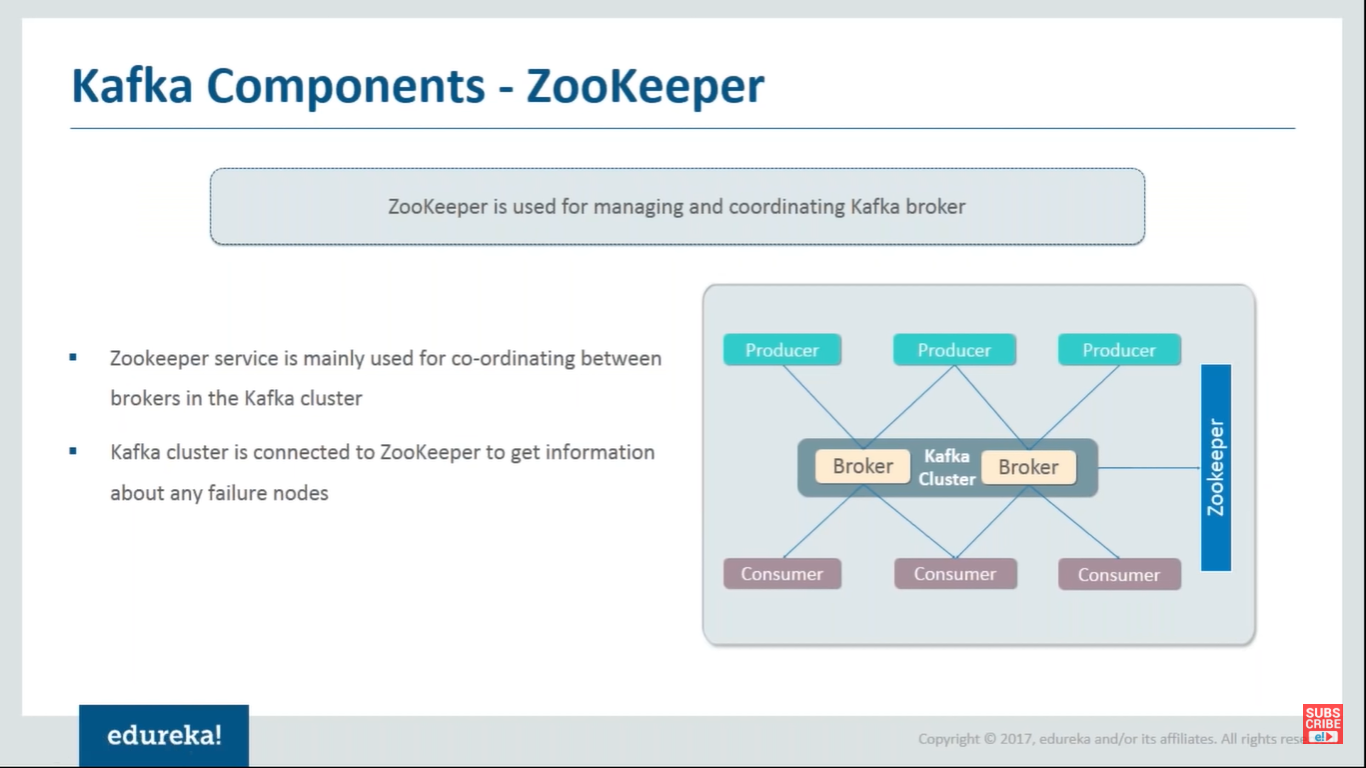 Kafka Components - ZooKeeper
ZooKeeper is used for managing and coordinating Kafka broker
Zookeeper service is mainly used for co-ordinating between
brokers in the Kafka cluster
Kafka cluster is connected to ZooKeeper to get information
about any failure nodes
Producer
Producer
Producer
Broker
Kafka
Cluster
Broker
Zookeeper
Consumer
Consumer
Consumer
edureka!
Copyright © 2017, edureka and/or its affiliates. All rights
SUBS
CRIBE
e!